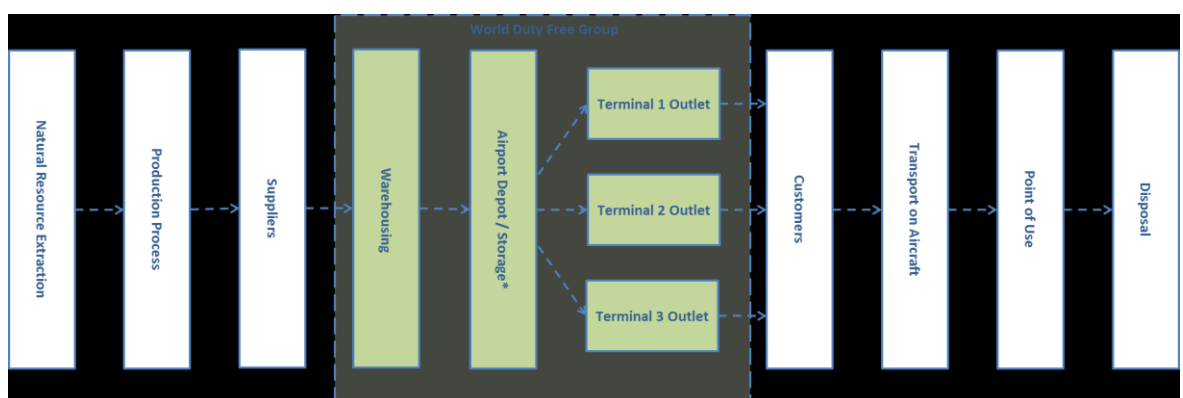 World Duty Free Group
Natural Resource Extraction
Production Process
Suppliers
Warehousing
Airport Depot / Storage*
Terminal 1 Outlet
Terminal 2 Outlet
Terminal 3 Outlet
Customers
Transport on Aircraft
Point of Use
Disposal